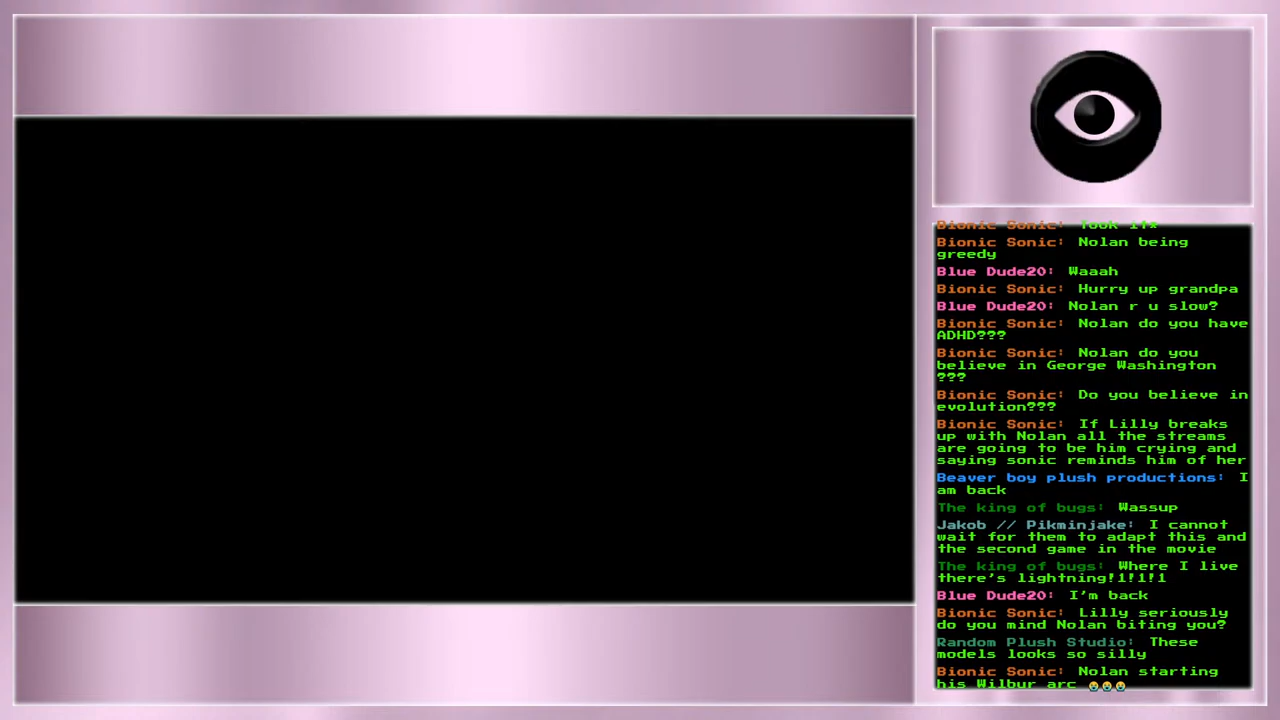 Bionic Sonic: Took it*
Bionic Sonic: Nolan being
greedy
Blue Dude20: Waaah
Bionic Sonic: Hurry up grandpa
Blue Dude20: Nolan r u slow?
Bionic Sonic: Nolan do you have
ADHD???
Bionic Sonic: Nolan do you
believe in George Washington
???
Bionic Sonic: Do you believe in
evolution???
Bionic Sonic: If Lilly breaks
up with Nolan all the streams
are going to be him crying and
saying sonic reminds him of her
Beaver boy plush productions: I
am back
The king of bugs: Wassup
Jakob // Pikminjake: I cannot
wait for them to adapt this and
the second game in the movie
The king of bugs: Where I live
there's lightning!1!1!1
Blue Dude20: I'm back
Bionic Sonic: Lilly seriously
do you mind Nolan biting you?
Random Plush Studio: These
models looks so silly
Bionic Sonic: Nolan starting
his Wilbur arc 😭😭😭